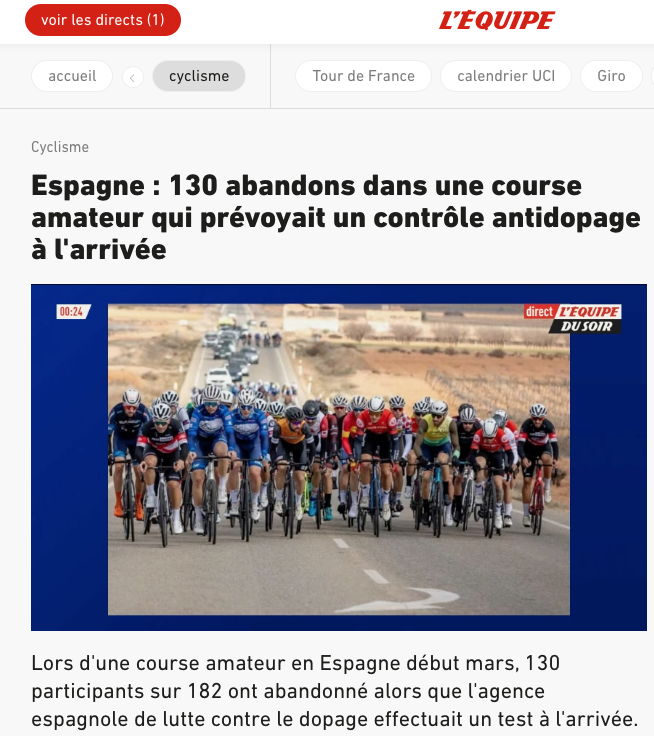 voir les directs (1)
L'ÉQUIPE
accueil
cyclisme
Tour de France
calendrier UCI
Giro
Cyclisme
Espagne : 130 abandons dans une course
amateur qui prévoyait un contrôle antidopage
à l'arrivée
00:24
direct L'ÉQUIPE
DU SOIR
Lors d'une course amateur en Espagne début mars, 130
participants sur 182 ont abandonné alors que l'agence
espagnole de lutte contre le dopage effectuait un test à l'arrivée.